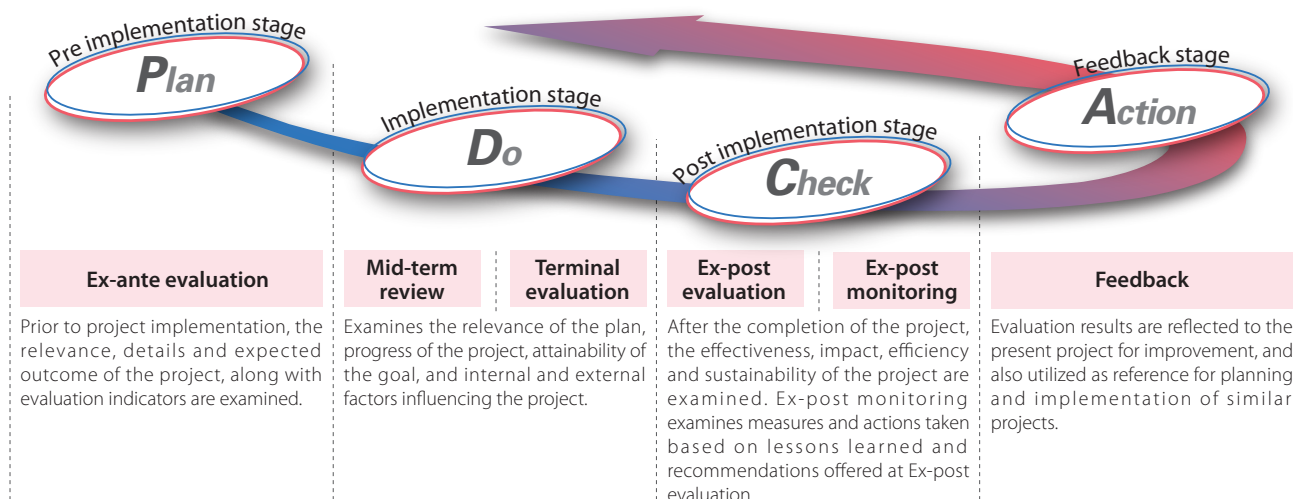 Pre implementation stage
Plan
Implementation stage
Do
Post implementation stage
Check
Feedback stage
Action
Ex-ante evaluation
Prior to project implementation, the
relevance, details and expected
outcome of the project, along with
evaluation indicators are examined.
Mid-term
review
Terminal
evaluation
Examines the relevance of the plan,
progress of the project, attainability of
the goal, and internal and external
factors influencing the project.
Ex-post
evaluation
Ex-post
monitoring
After the completion of the project,
the effectiveness, impact, efficiency
and sustainability of the project are
examined. Ex-post monitoring
examines measures and actions taken
based on lessons learned and
recommendations offered at Ex-post
evaluation
Feedback
Evaluation results are reflected to the
present project for improvement, and
also utilized as reference for planning
and implementation of similar
projects.